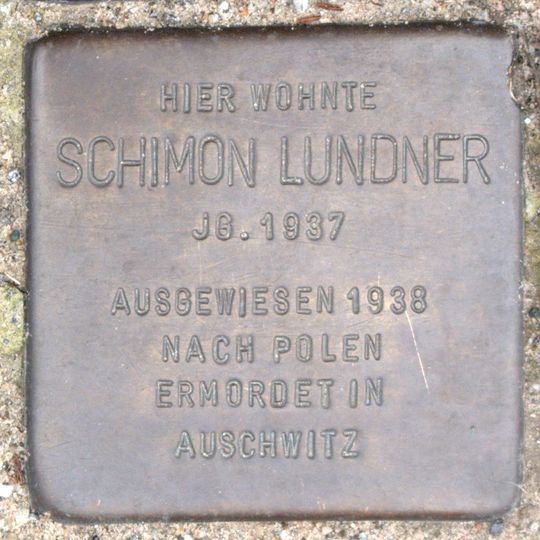 HIER WOHNTE
SCHIMON LUNDNER
JG. 1937
AUSGEWIESEN 1938
NACH POLEN
ERMORDET IN
AUSCHWITZ